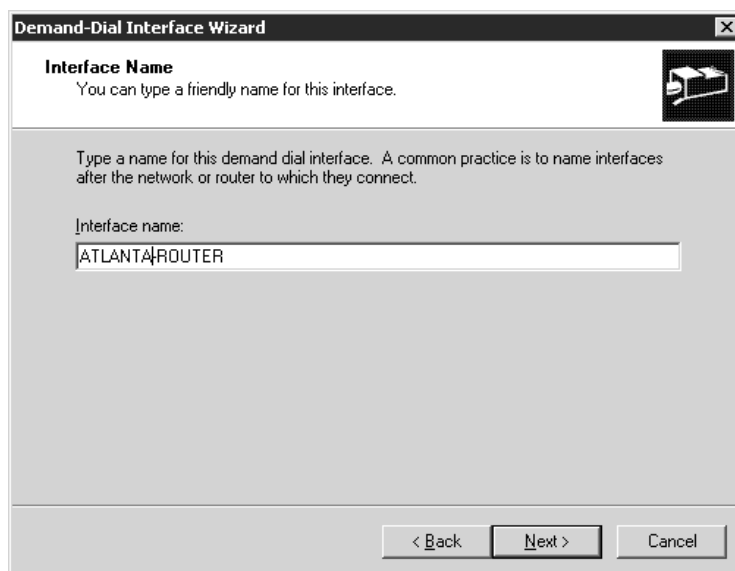 Demand-Dial Interface Wizard
Interface Name
You can type a friendly name for this interface.
Type a name for this demand dial interface. A common practice is to name interfaces
after the network or router to which they connect.
Interface name:
ATLANTA-ROUTER
< Back
Next >
Cancel